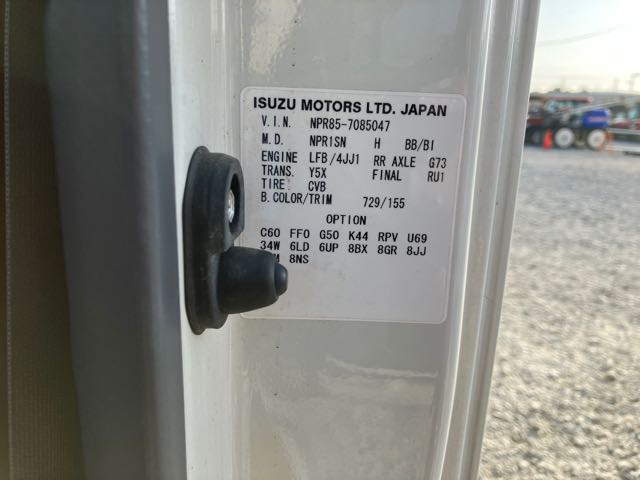 ISUZU MOTORS LTD. JAPAN
V.I.N. NPR85-7085047
M.D. NPR1SN H BB/BI
ENGINE LFB/4JJ1 RR AXLE G73
TRANS. Y5X FINAL RU1
TIRE CVB
B.COLOR/TRIM 729/155
OPTION
C60 FF0 G50 K44 RPV U69
34W 6LD 6UP 8BX 8GR 8JJ
8NS